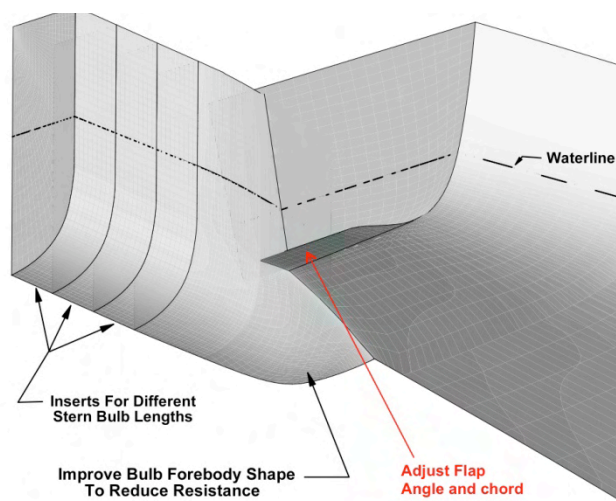 Waterline
Inserts For Different
Stern Bulb Lengths
Improve Bulb Forebody Shape
To Reduce Resistance
Adjust Flap
Angle and chord